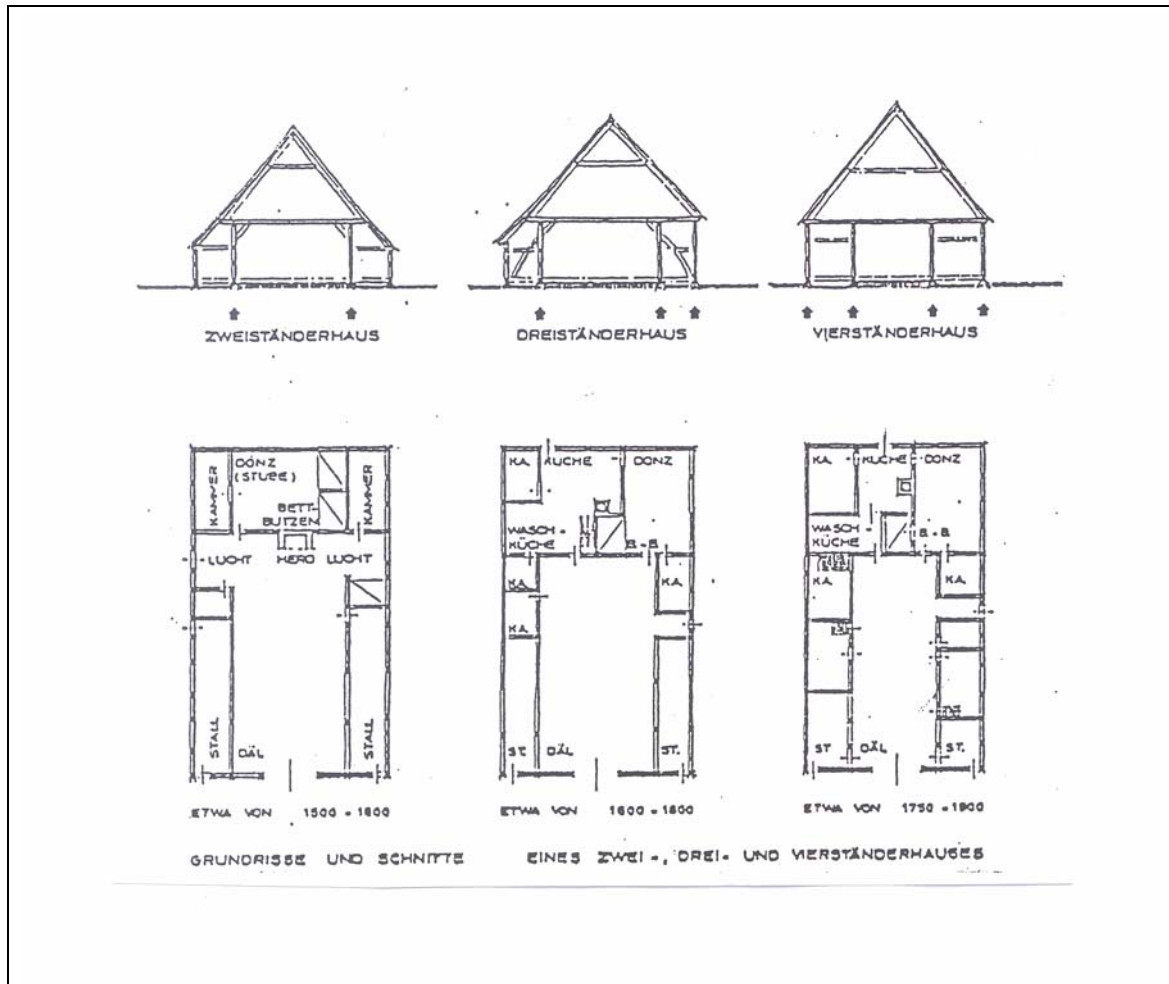 ZWEISTÄNDERHAUS
DREISTÄNDERHAUS
VIERSTÄNDERHAUS
KAMMER
DÖNZ
(STUBE)
BETT-
BUTZEN
KAMMER
LUCHT HERD LUCHT
STALL
DÄL
STALL
ETWA VON 1500 - 1800
KA. KÜCHE DÖNZ
WASCH-
KÜCHE
B.-B.
KA.
KA.
KA.
ST. DÄL ST.
ETWA VON 1600 - 1800
KA. KÜCHE DÖNZ
WASCH-
KÜCHE
B.-B.
KA.
KA.
ST DÄL ST.
ETWA VON 1750 - 1900
GRUNDRISSE UND SCHNITTE EINES ZWEI-, DREI- UND VIERSTÄNDERHAUSES